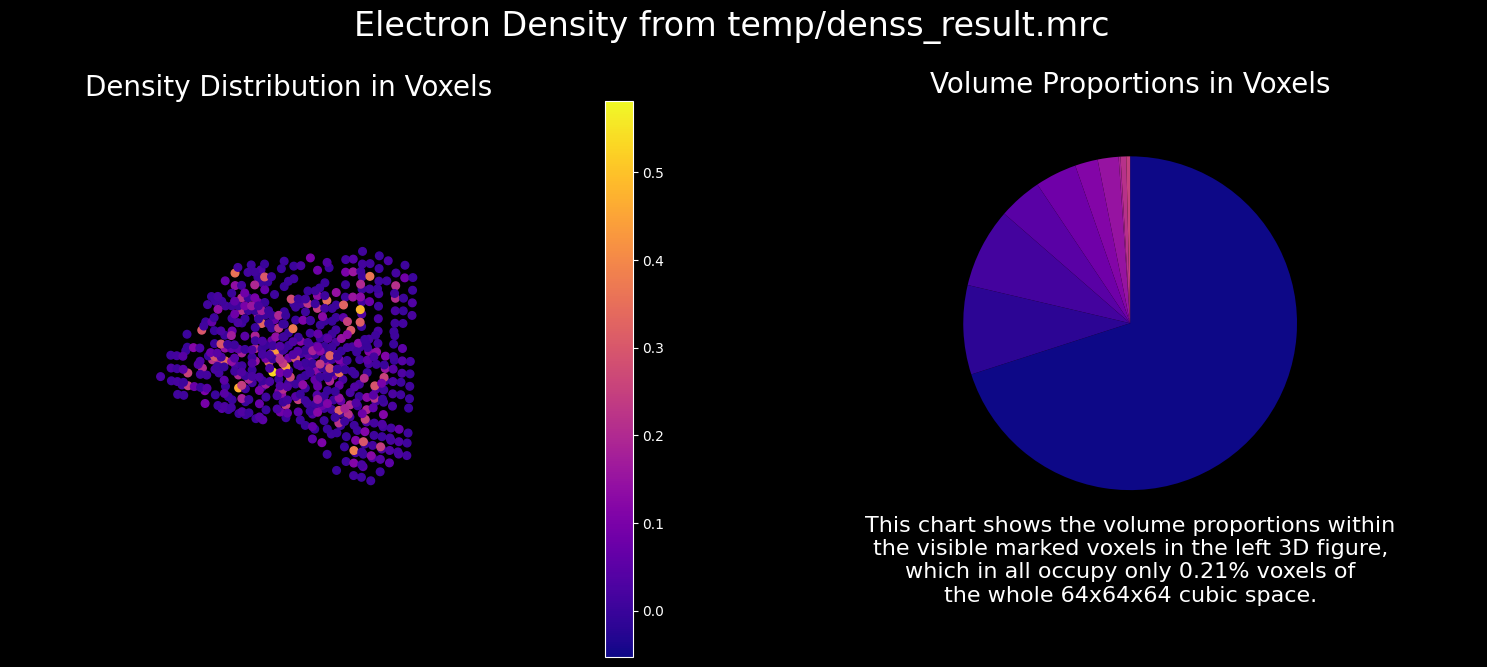 Electron Density from temp/denss_result.mrc
Density Distribution in Voxels
0.5
0.4
0.3
0.2
0.1
0.0
Volume Proportions in Voxels
This chart shows the volume proportions within
the visible marked voxels in the left 3D figure,
which in all occupy only 0.21% voxels of
the whole 64x64x64 cubic space.